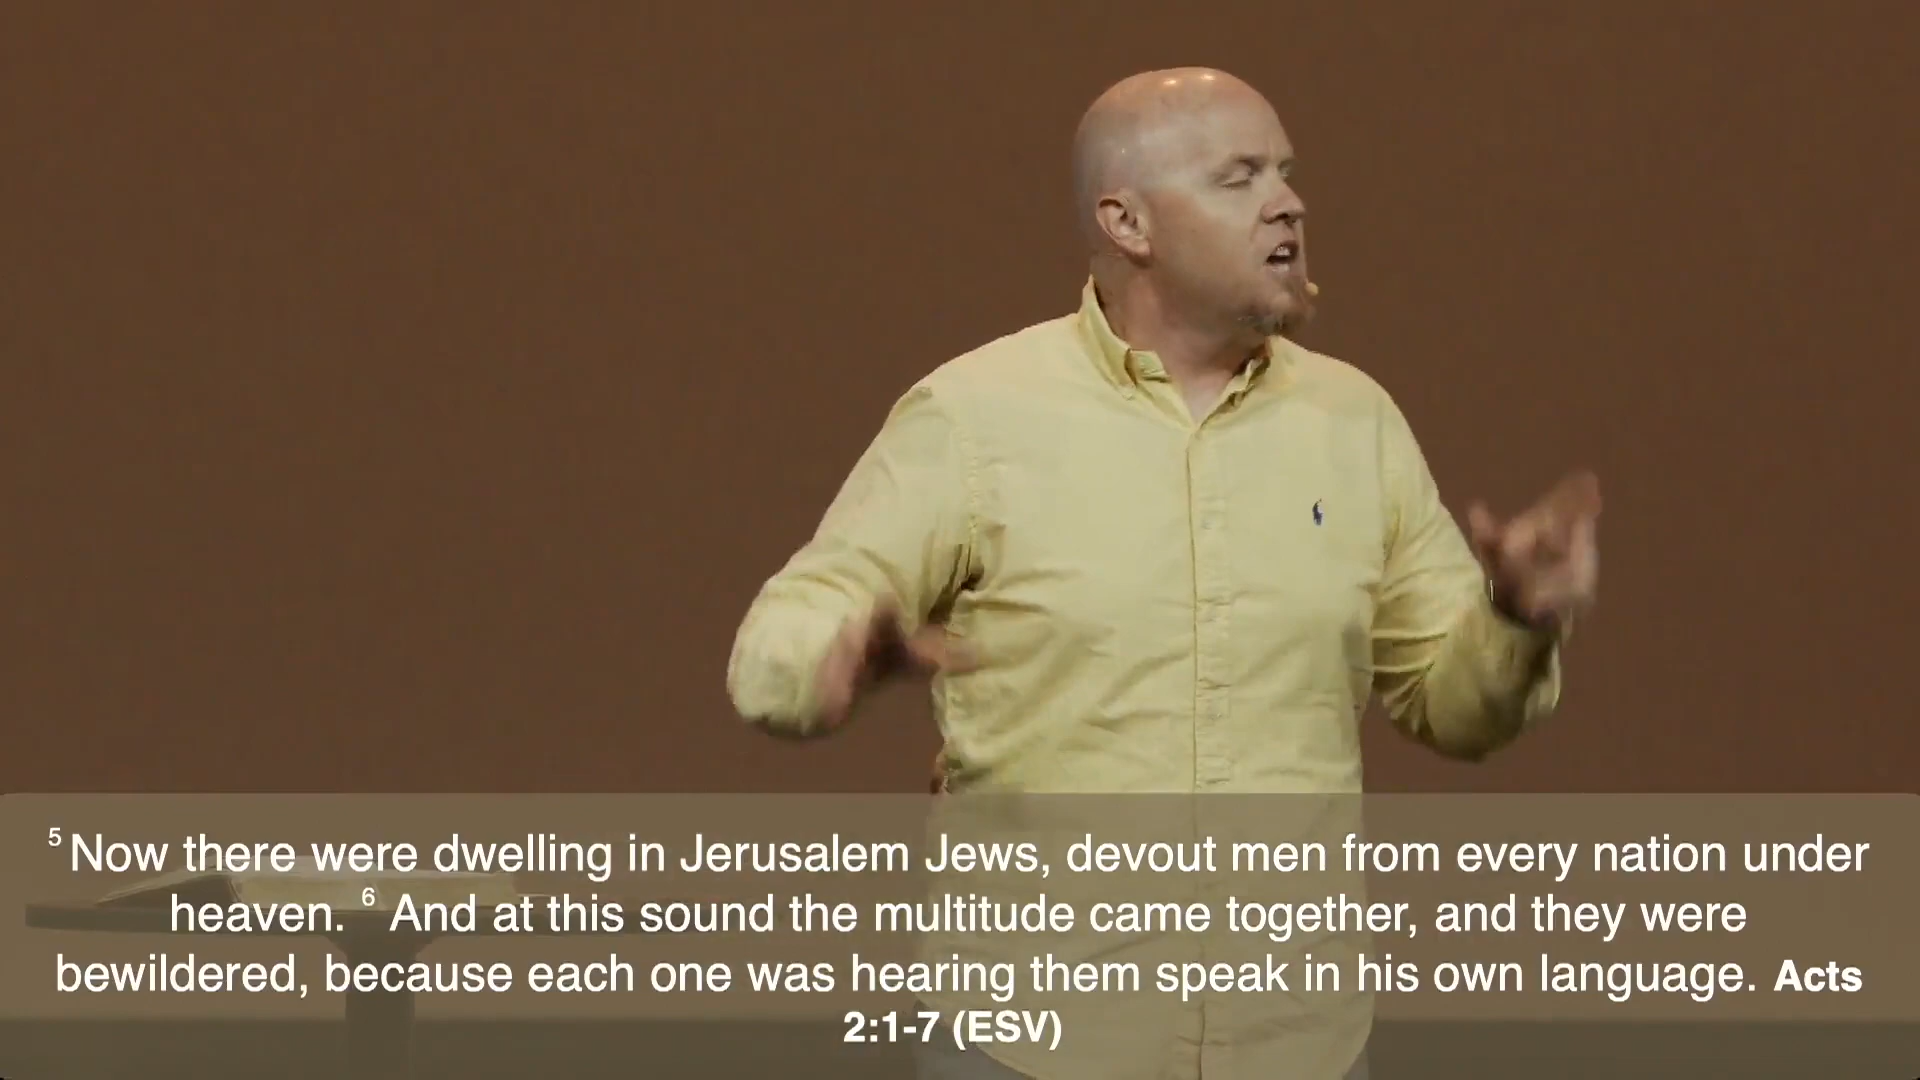 5 Now there were dwelling in Jerusalem Jews, devout men from every nation under
heaven. 6 And at this sound the multitude came together, and they were
bewildered, because each one was hearing them speak in his own language. Acts
2:1-7 (ESV)